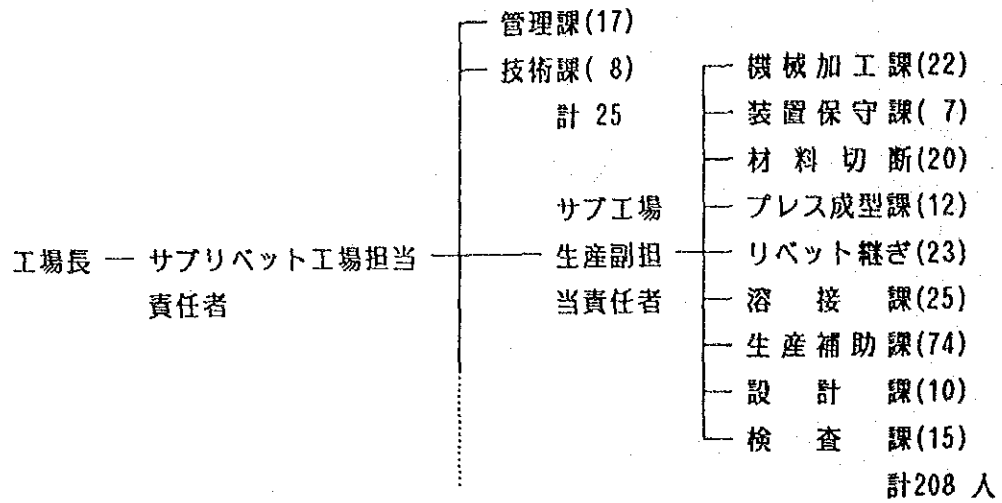 管理課(17)
技術課( 8)
計 25
機械加工課(22)
装置保守課( 7)
材料切断(20)
サブ工場 プレス成型課(12)
工場長 サブリベット工場担当 生産副担 リベット継ぎ(23)
責任者 当責任者 溶接課(25)
生産補助課(74)
設計課(10)
検査課(15)
計208 人